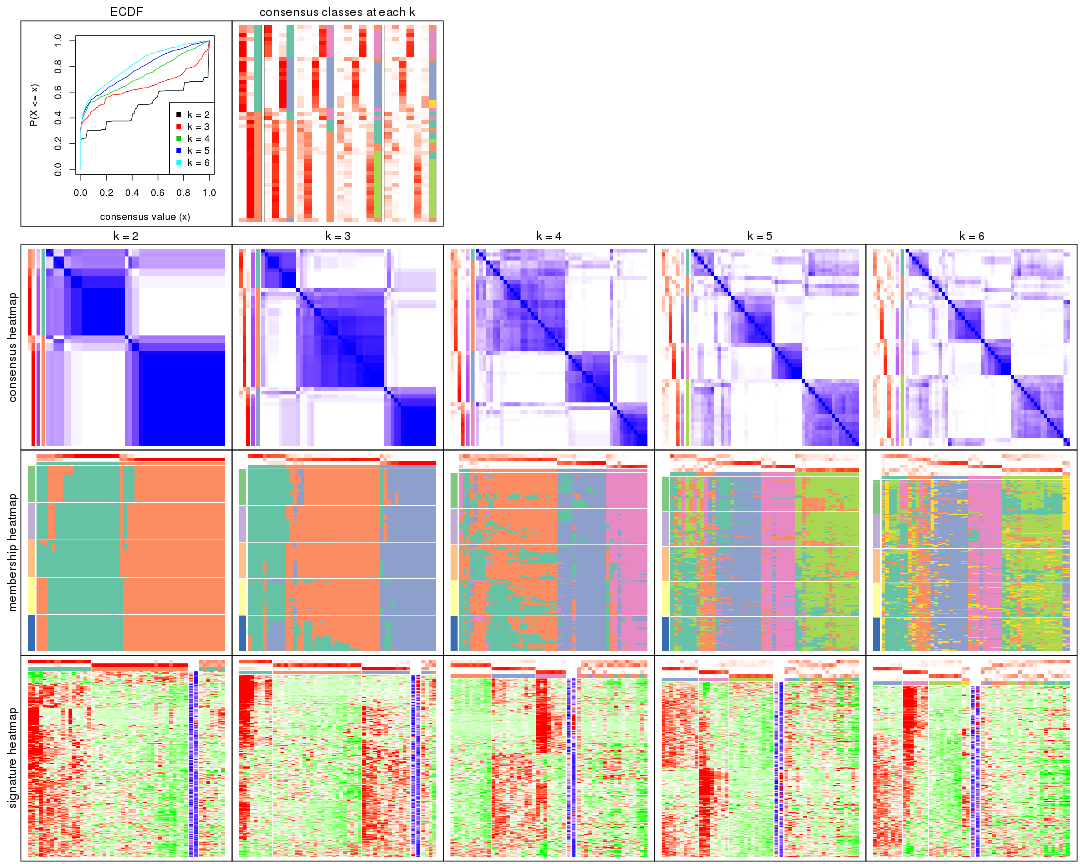 ECDF
consensus classes at each k
P(X <= x)
1.0
0.8
0.6
0.4
0.2
0.0
k = 2
k = 3
k = 4
k = 5
k = 6
0.0 0.2 0.4 0.6 0.8 1.0
consensus value (x)
k = 2 k = 3 k = 4 k = 5 k = 6
consensus heatmap
membership heatmap
signature heatmap